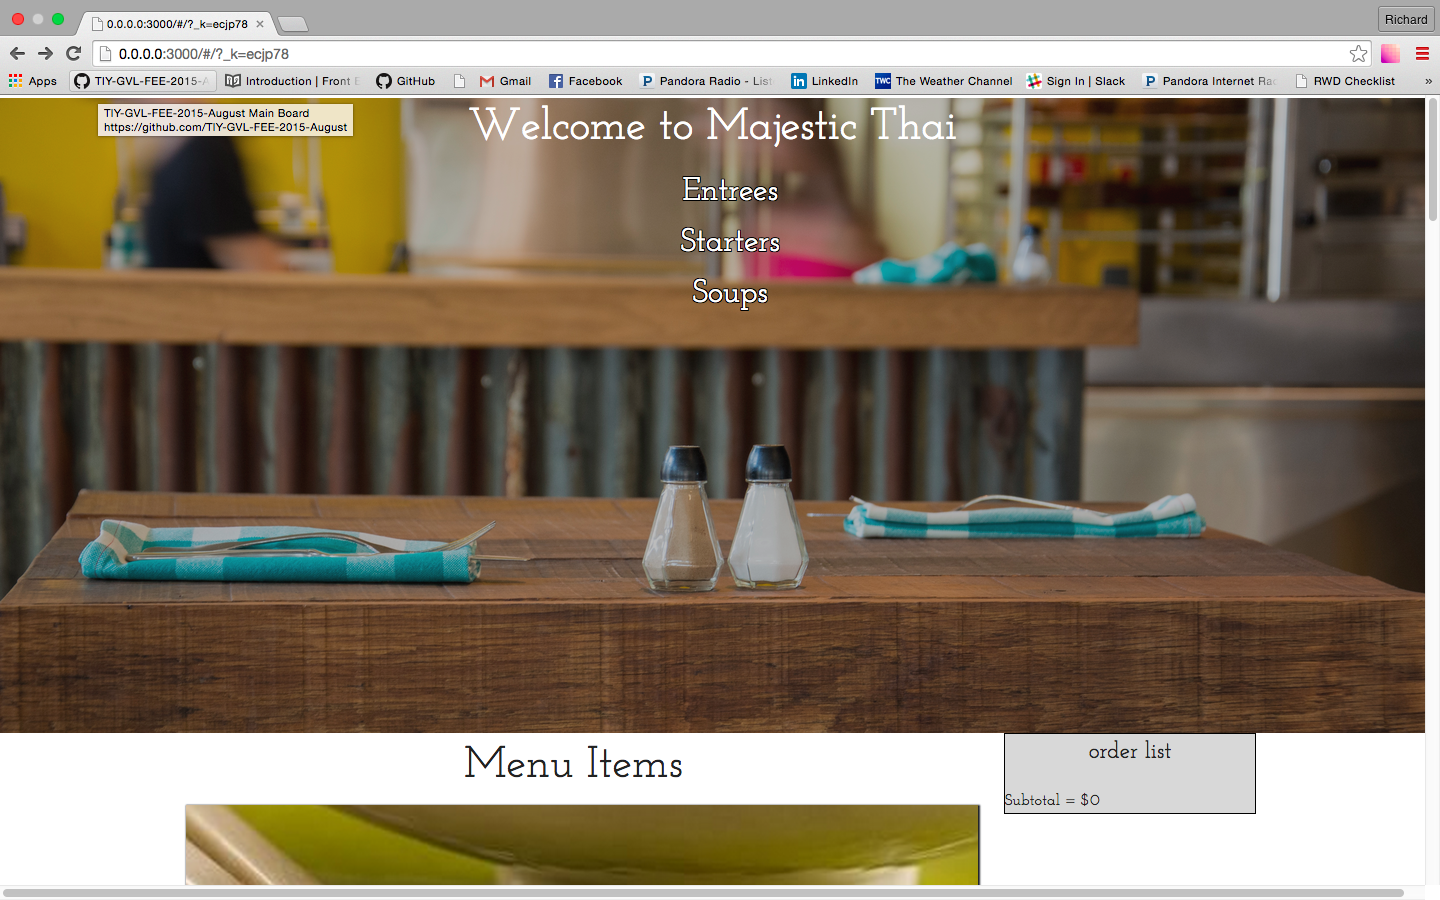 0.0.0.0:3000/#/?_k=ecjp78
Richard
0.0.0.0:3000/#/?_k=ecjp78
Apps TIY-GVL-FEE-2015-A Introduction | Front E GitHub Gmail Facebook Pandora Radio - List LinkedIn The Weather Channel Sign In | Slack Pandora Internet Rad RWD Checklist »
TIY-GVL-FEE-2015-August Main Board
https://github.com/TIY-GVL-FEE-2015-August
Welcome to Majestic Thai
Entrees
Starters
Soups
Menu Items
order list
Subtotal = $0